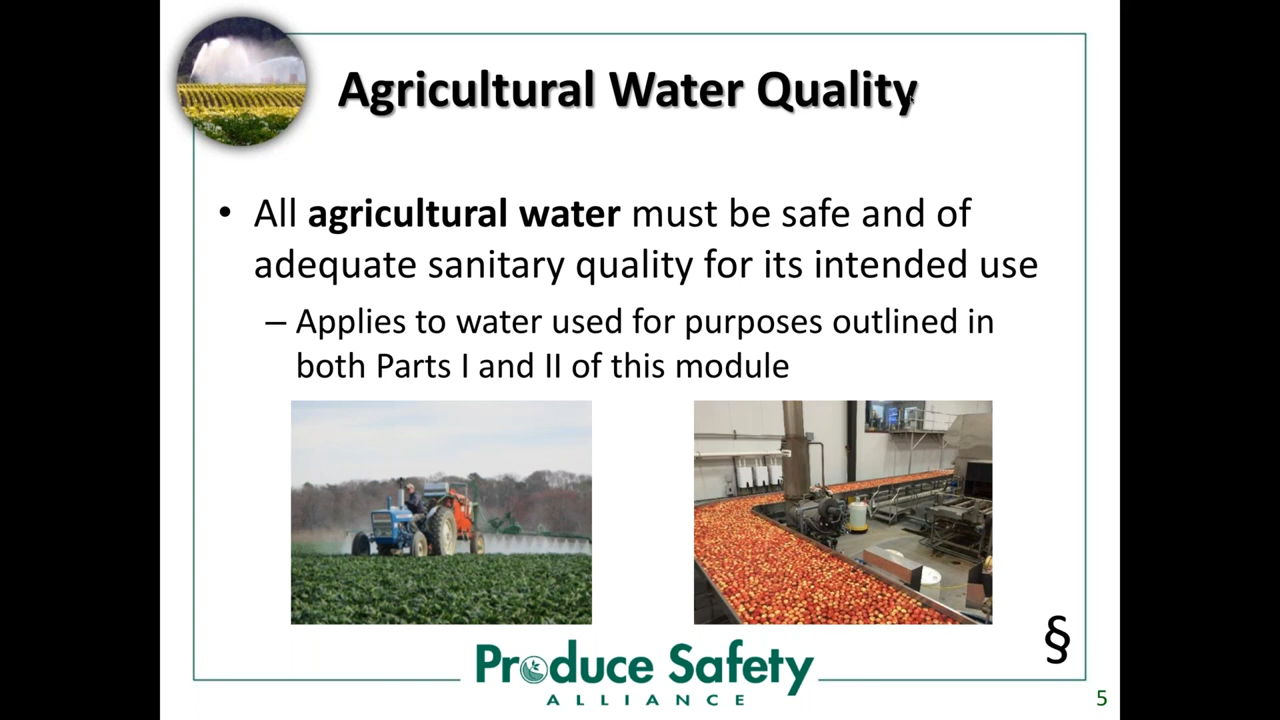 Agricultural Water Quality
• All agricultural water must be safe and of
adequate sanitary quality for its intended use
– Applies to water used for purposes outlined in
both Parts I and II of this module
§
Produce Safety
ALLIANCE
5